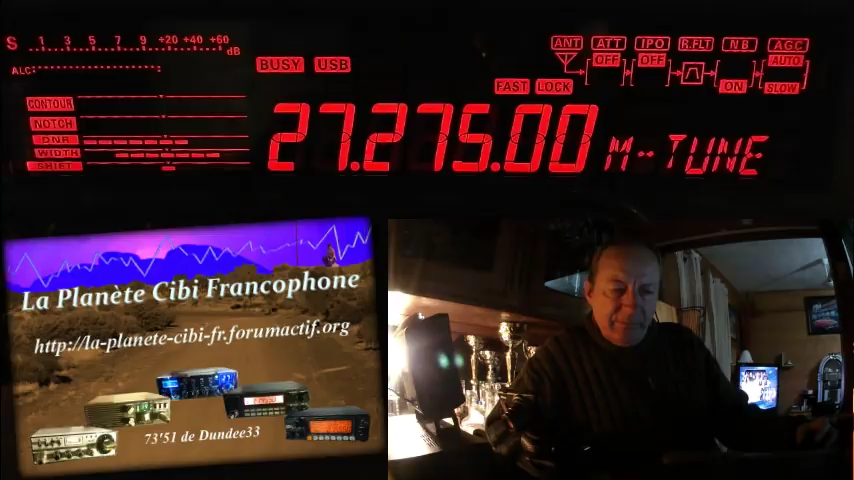 S 1 3 5 7 9 +20 +40 +60 dB
ALC
BUSY USB
ANT ATT IPO R.FLT NB AGC
OFF OFF AUTO
ON SLOW
FAST LOCK
CONTOUR
NOTCH
DNR
WIDTH
SHIFT
27.275.00 M--TUNE
La Planète Cibi Francophone
http://la-planete-cibi-fr.forumactif.org
73'51 de Dundee33